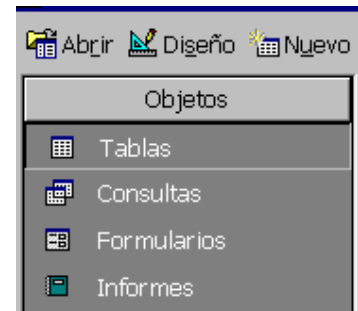 Abrir Diseño Nuevo
Objetos
Tablas
Consultas
Formularios
Informes